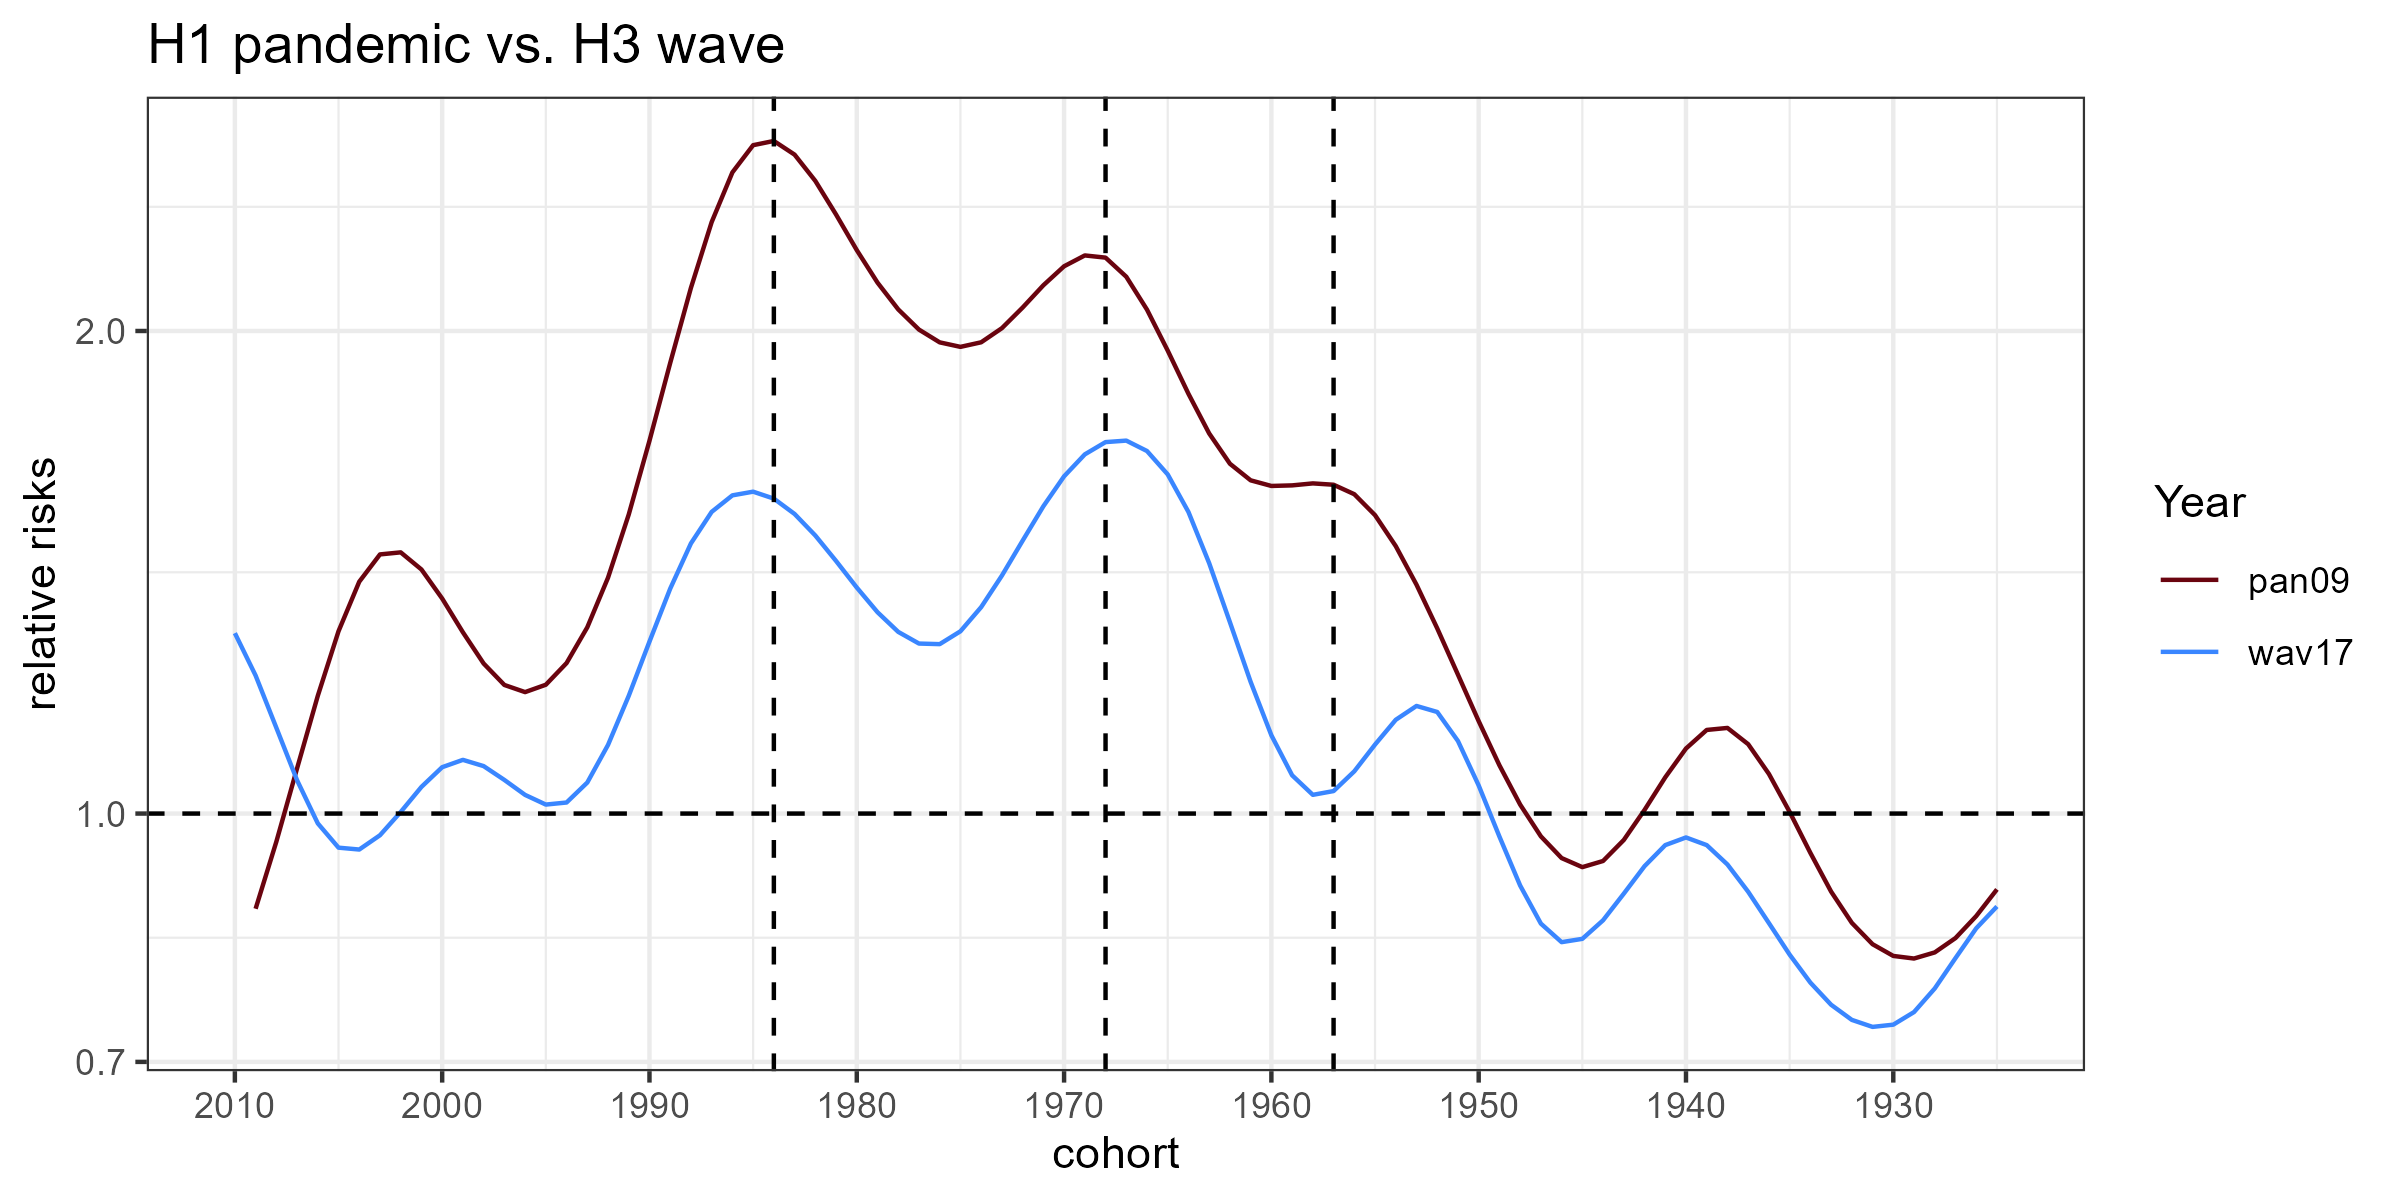 H1 pandemic vs. H3 wave
relative risks
2.0
1.0
0.7
2010 2000 1990 1980 1970 1960 1950 1940 1930
cohort
Year
pan09
wav17